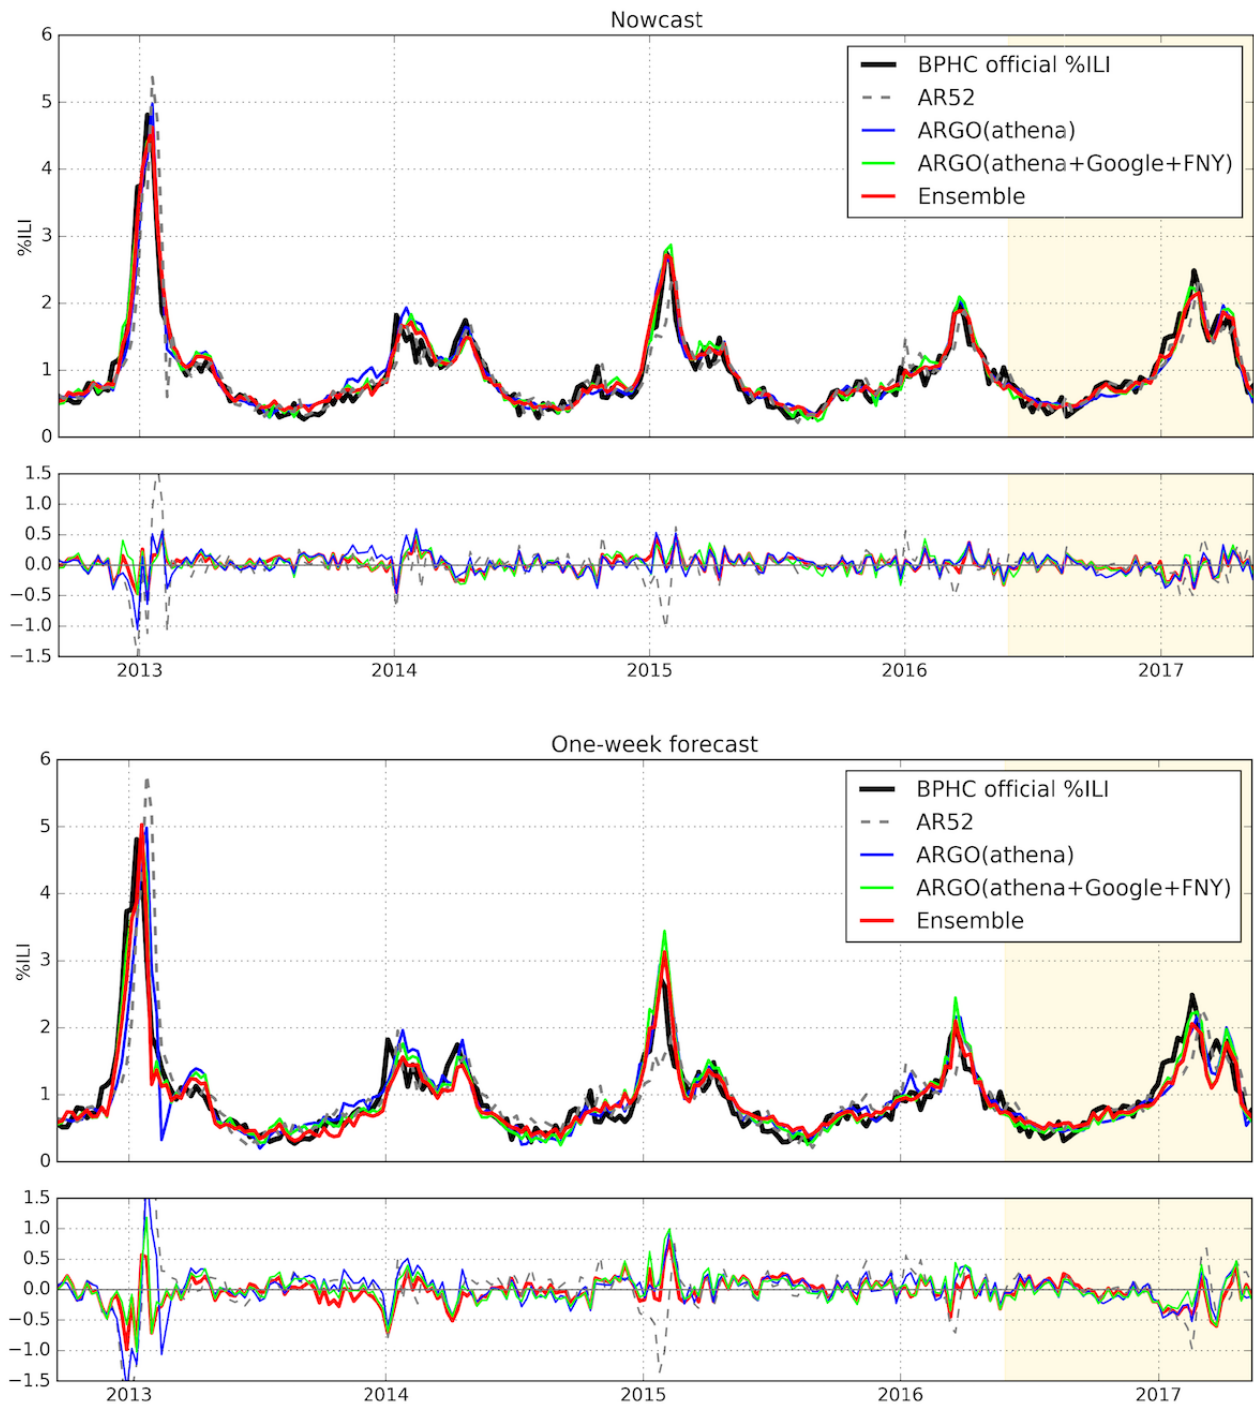 Nowcast
6
5
4
3
2
1
0
%ILI
BPHC official %ILI
AR52
ARGO(athena)
ARGO(athena+Google+FNY)
Ensemble
1.5
1.0
0.5
0.0
−0.5
−1.0
−1.5
2013 2014 2015 2016 2017
One-week forecast
6
5
4
3
2
1
0
%ILI
BPHC official %ILI
AR52
ARGO(athena)
ARGO(athena+Google+FNY)
Ensemble
1.5
1.0
0.5
0.0
−0.5
−1.0
−1.5
2013 2014 2015 2016 2017